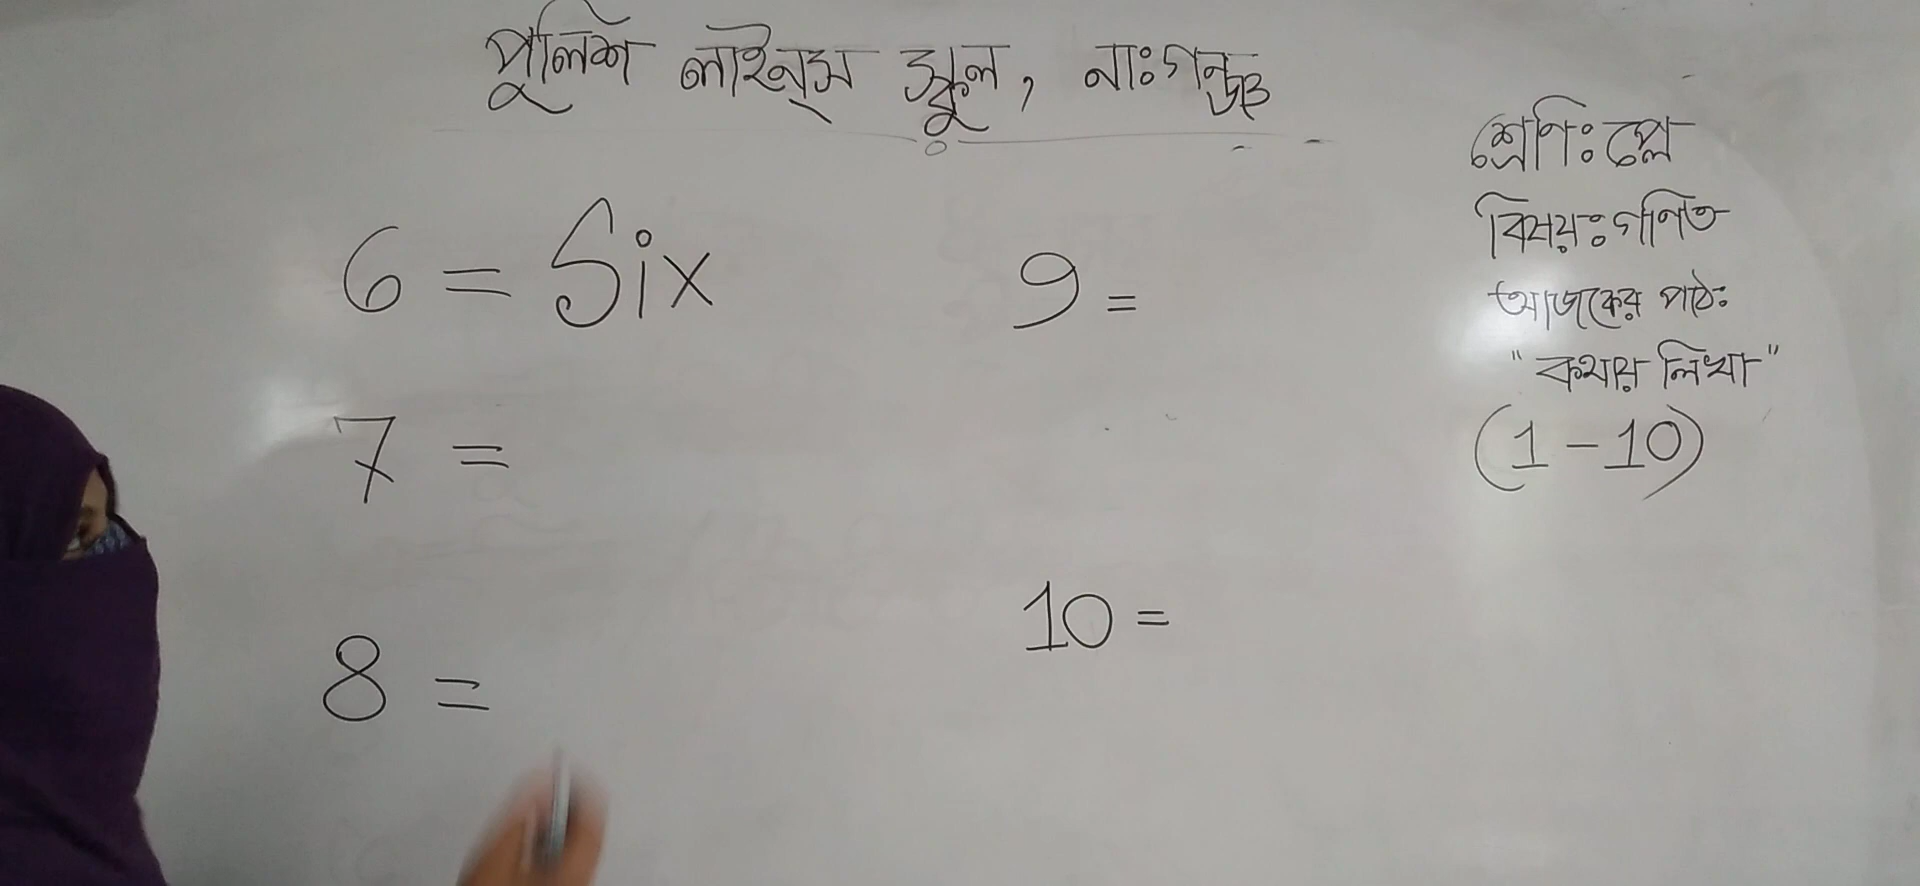 পুলিশ লাইন্স স্কুল, নাঃগঞ্জ
শ্রেণিঃ প্লে
বিষয়ঃ গণিত
আজকের পাঠঃ
"কথায় লিখা"
(1-10)
6 = Six
7 =
8 =
9 =
10 =